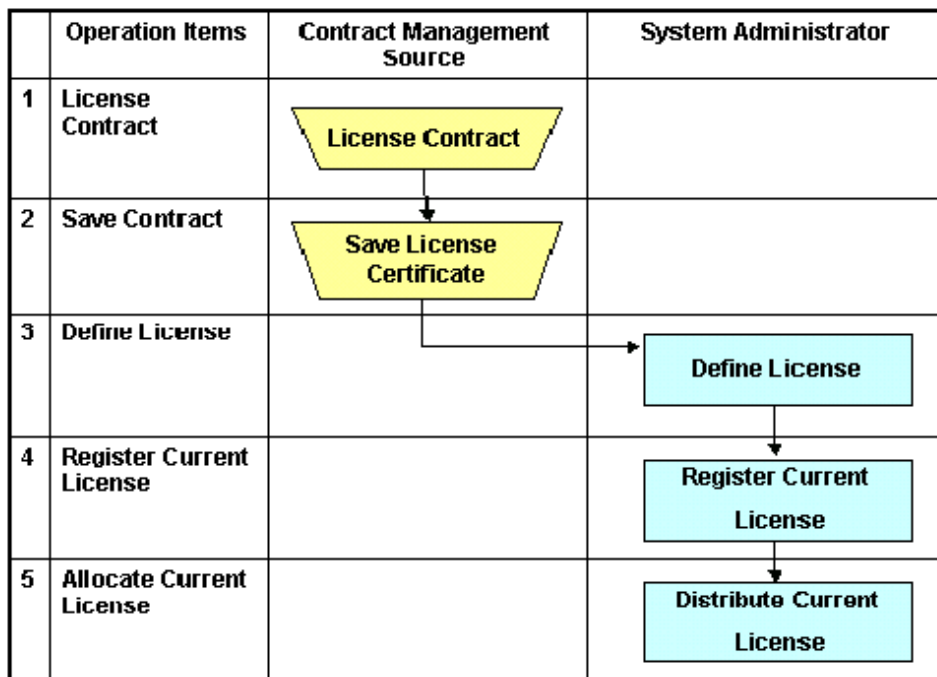 Operation Items
Contract Management
Source
System Administrator
1
License
Contract
License Contract
2
Save Contract
Save License
Certificate
3
Define License
Define License
4
Register Current
License
Register Current
License
5
Allocate Current
License
Distribute Current
License